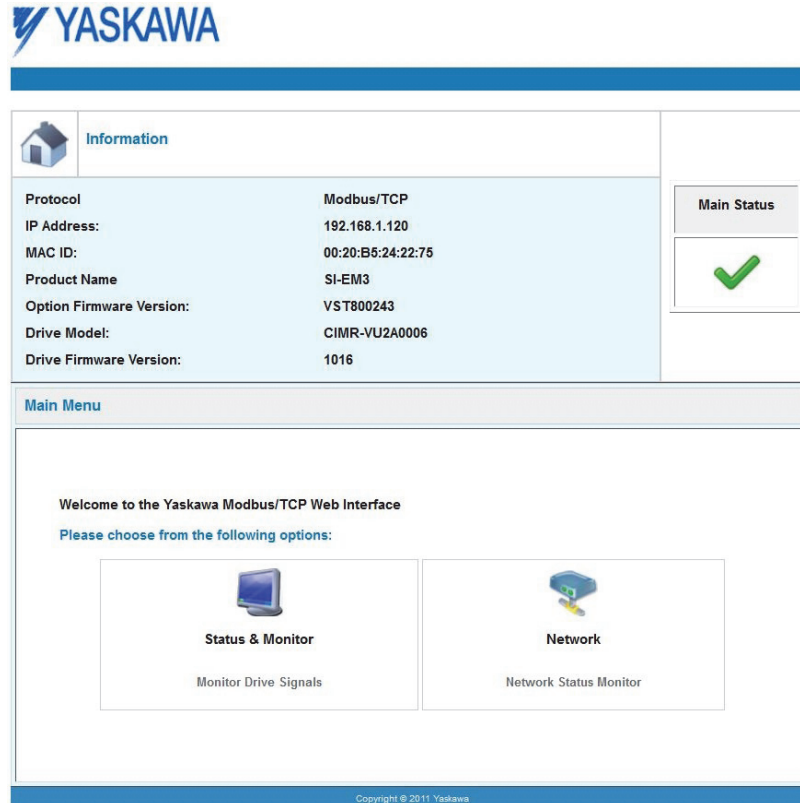 YASKAWA
Information
Protocol Modbus/TCP
IP Address: 192.168.1.120
MAC ID: 00:20:B5:24:22:75
Product Name SI-EM3
Option Firmware Version: VST800243
Drive Model: CIMR-VU2A0006
Drive Firmware Version: 1016
Main Status
Main Menu
Welcome to the Yaskawa Modbus/TCP Web Interface
Please choose from the following options:
Status & Monitor
Monitor Drive Signals
Network
Network Status Monitor
Copyright © 2011 Yaskawa